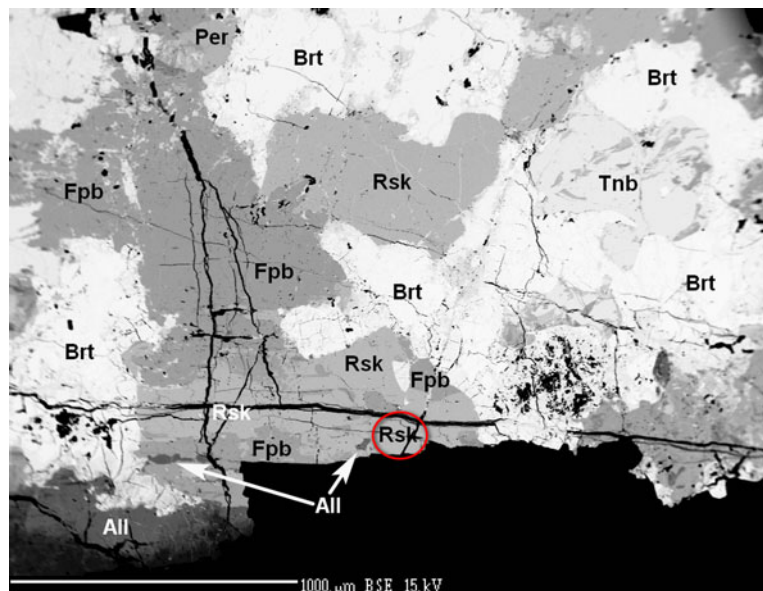 Per
Brt
Brt
Fpb
Rsk
Tnb
Fpb
Brt
Brt
Brt
Rsk
Fpb
Rsk
Rsk
Fpb
All
All
1000 µm BSE 15 kV